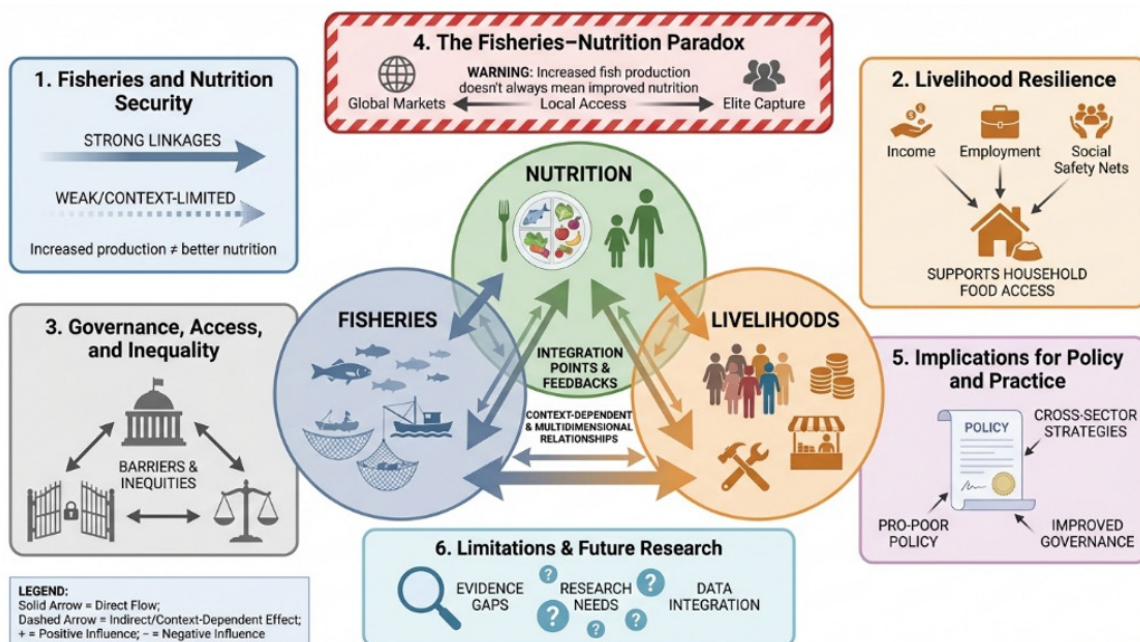 4. The Fisheries–Nutrition Paradox
WARNING: Increased fish production
doesn't always mean improved nutrition
Global Markets
Local Access
Elite Capture
1. Fisheries and Nutrition
Security
STRONG LINKAGES
WEAK/CONTEXT-LIMITED
Increased production ≠ better nutrition
2. Livelihood Resilience
Income
Employment
Social
Safety Nets
SUPPORTS HOUSEHOLD
FOOD ACCESS
NUTRITION
FISHERIES
LIVELIHOODS
INTEGRATION
POINTS &
FEEDBACKS
CONTEXT-DEPENDENT
& MULTIDIMENSIONAL
RELATIONSHIPS
3. Governance, Access,
and Inequality
BARRIERS &
INEQUITIES
5. Implications for Policy
and Practice
POLICY
CROSS-SECTOR
STRATEGIES
PRO-POOR
POLICY
IMPROVED
GOVERNANCE
6. Limitations & Future Research
EVIDENCE
GAPS
?
RESEARCH
NEEDS
?
?
?
?
DATA
INTEGRATION
LEGEND:
Solid Arrow = Direct Flow;
Dashed Arrow = Indirect/Context-Dependent Effect;
+ = Positive Influence; − = Negative Influence